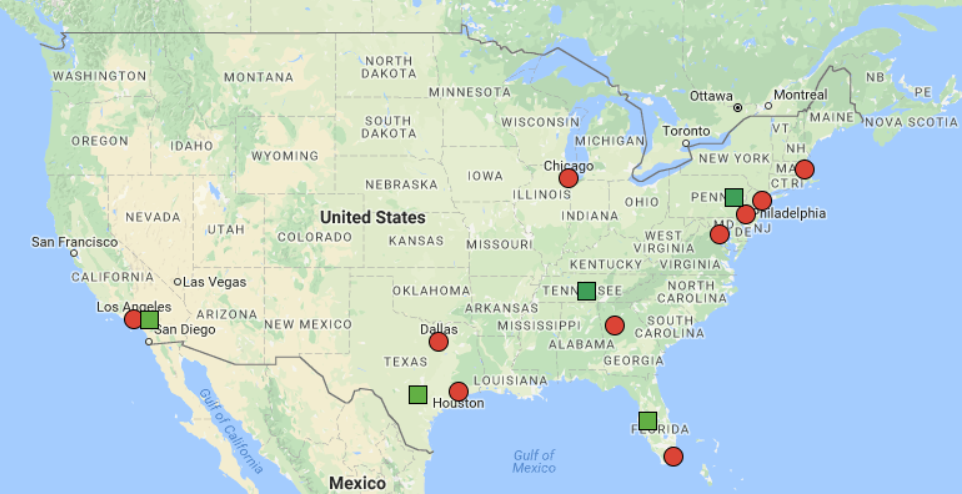 NORTH
DAKOTA
WASHINGTON
MONTANA
NB
PE
MINNESOTA
Ottawa
Montreal
MAINE
NOVA SCOTIA
SOUTH
DAKOTA
WISCONSIN
Toronto
VT
OREGON
IDAHO
MICHIGAN
NH
WYOMING
NEW YORK
Chicago
MA
CT RI
IOWA
NEBRASKA
ILLINOIS
OHIO
PENN
Philadelphia
United States
INDIANA
NEVADA
UTAH
MD
DE
NJ
COLORADO
KANSAS
MISSOURI
WEST
VIRGINIA
San Francisco
KENTUCKY
VIRGINIA
CALIFORNIA
Las Vegas
OKLAHOMA
TENN SEE
NORTH
CAROLINA
Los Angeles
ARIZONA
NEW MEXICO
ARKANSAS
San Diego
Dallas
MISSISSIPPI
SOUTH
CAROLINA
ALABAMA
TEXAS
GEORGIA
LOUISIANA
Houston
Gulf of California
FLORIDA
Gulf of
Mexico
Mexico